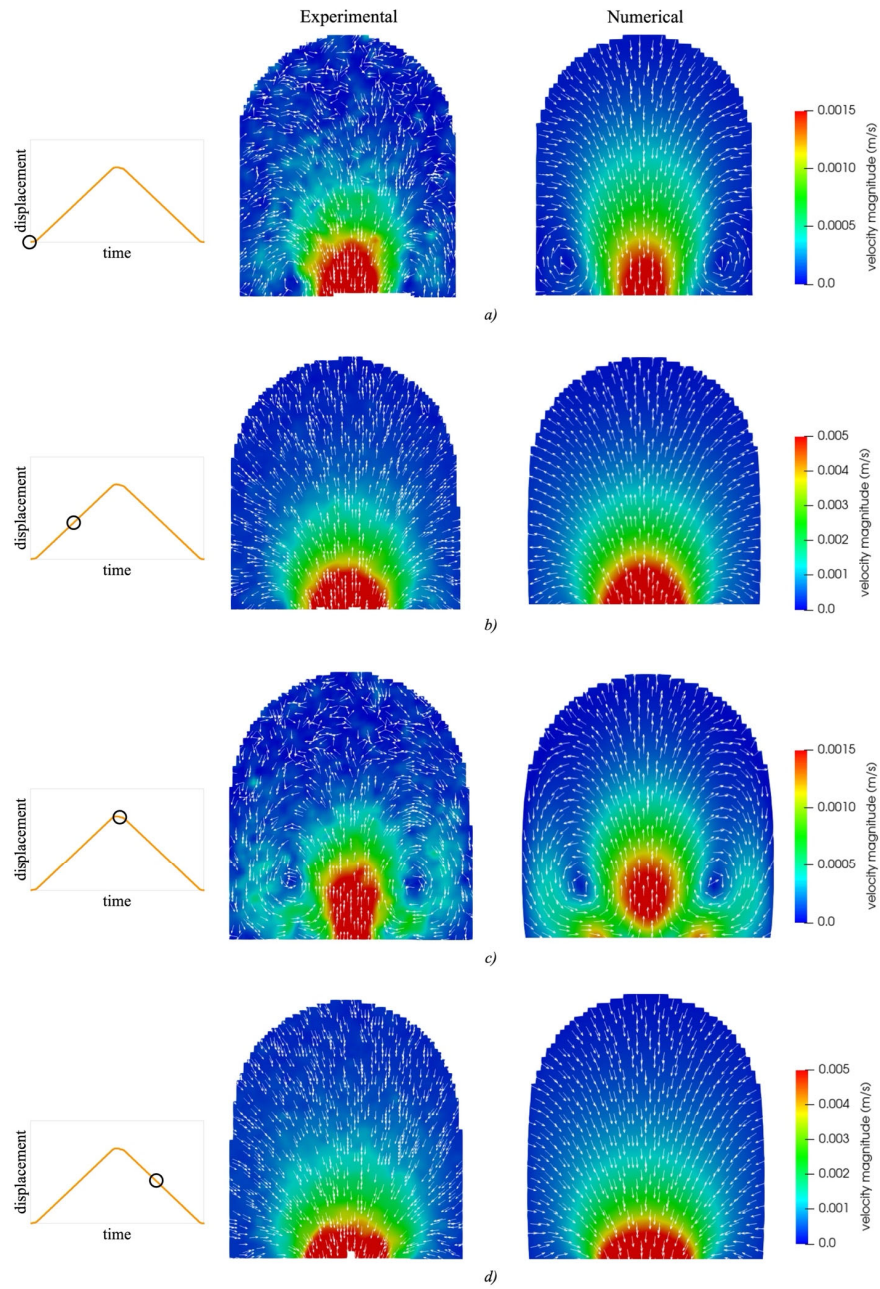 Experimental
Numerical
displacement
time
0.0015
0.0010
0.0005
0.0
velocity magnitude (m/s)
a)
displacement
time
0.005
0.004
0.003
0.002
0.001
0.0
velocity magnitude (m/s)
b)
displacement
time
0.0015
0.0010
0.0005
0.0
velocity magnitude (m/s)
c)
displacement
time
0.005
0.004
0.003
0.002
0.001
0.0
velocity magnitude (m/s)
d)